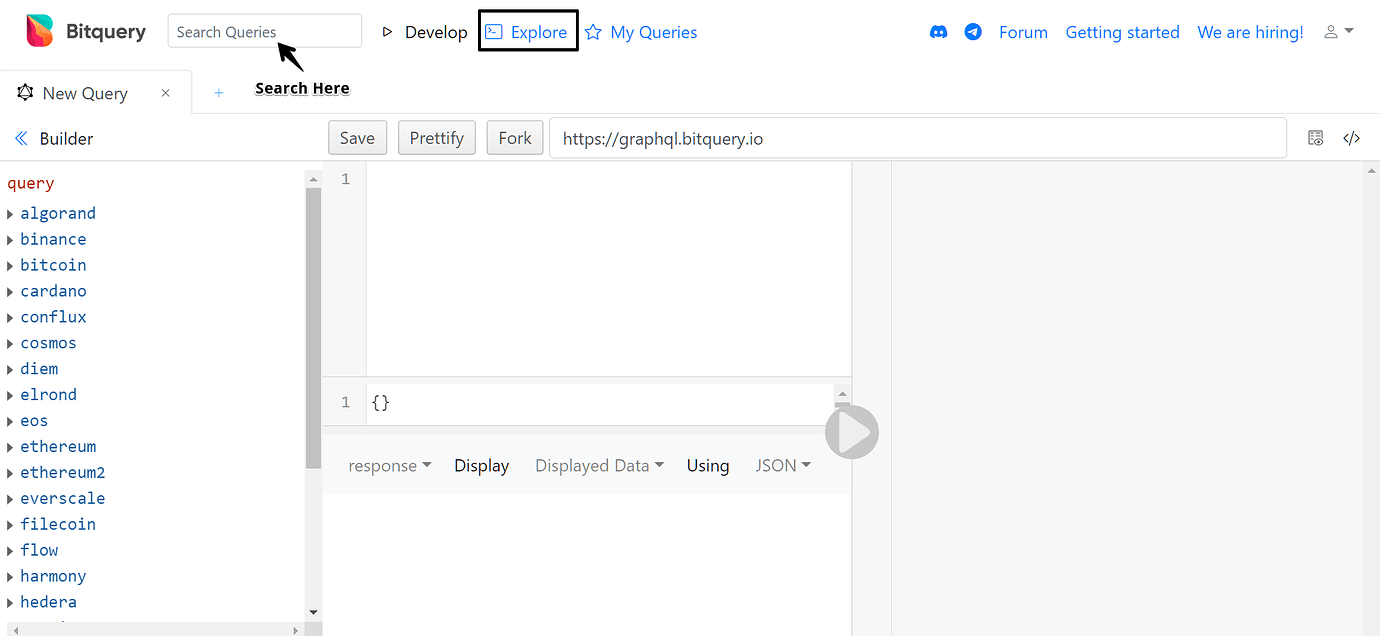 Bitquery
Search Queries
Develop
Explore
My Queries
Forum
Getting started
We are hiring!
Search Here
New Query
Builder
Save
Prettify
Fork
https://graphql.bitquery.io
query
algorand
binance
bitcoin
cardano
conflux
cosmos
diem
elrond
eos
ethereum
ethereum2
everscale
filecoin
flow
harmony
hedera
1
1
{}
response
Display
Displayed Data
Using
JSON